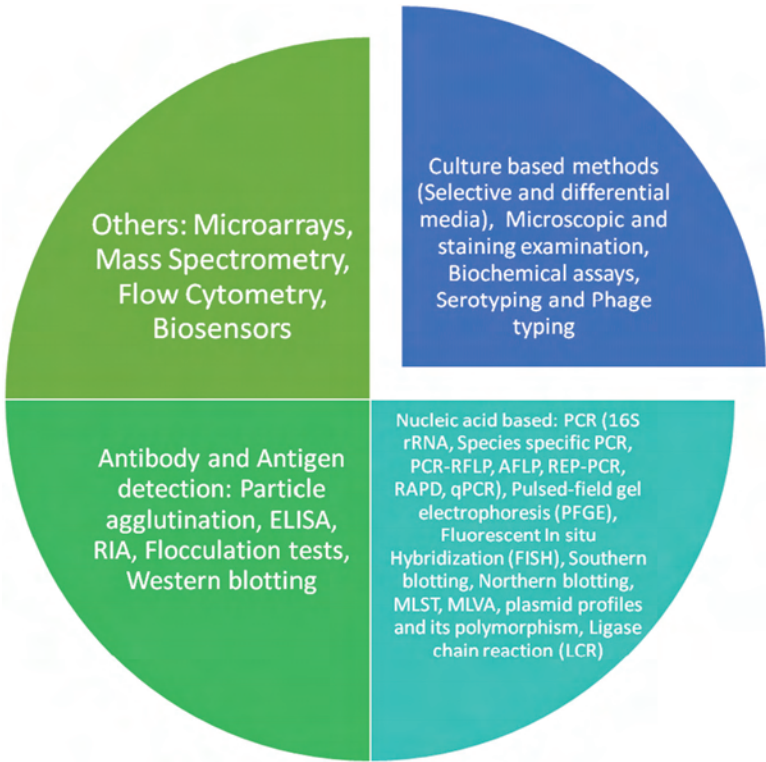 Others: Microarrays,
Mass Spectrometry,
Flow Cytometry,
Biosensors
Culture based methods
(Selective and differential
media), Microscopic and
staining examination,
Biochemical assays,
Serotyping and Phage
typing
Antibody and Antigen
detection: Particle
agglutination, ELISA,
RIA, Flocculation tests,
Western blotting
Nucleic acid based: PCR (16S
rRNA, Species specific PCR,
PCR-RFLP, AFLP, REP-PCR,
RAPD, qPCR), Pulsed-field gel
electrophoresis (PFGE),
Fluorescent In situ
Hybridization (FISH), Southern
blotting, Northern blotting,
MLST, MLVA, plasmid profiles
and its polymorphism, Ligase
chain reaction (LCR)